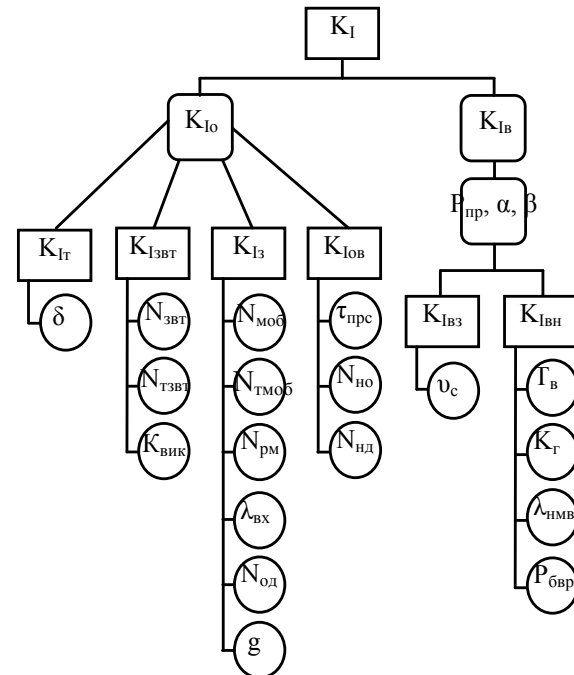 K_I
K_Iо
K_Iв
P_пр, α, β
K_Iт
K_Iзвт
K_Iз
K_Iов
K_Iвз
K_Iвн
δ
N_звт
N_моб
τ_прс
υ_с
T_в
N_тзвт
N_тмоб
N_но
K_г
K_вик
N_рм
N_нд
λ_вх
λ_нмв
N_од
P_бвр
g